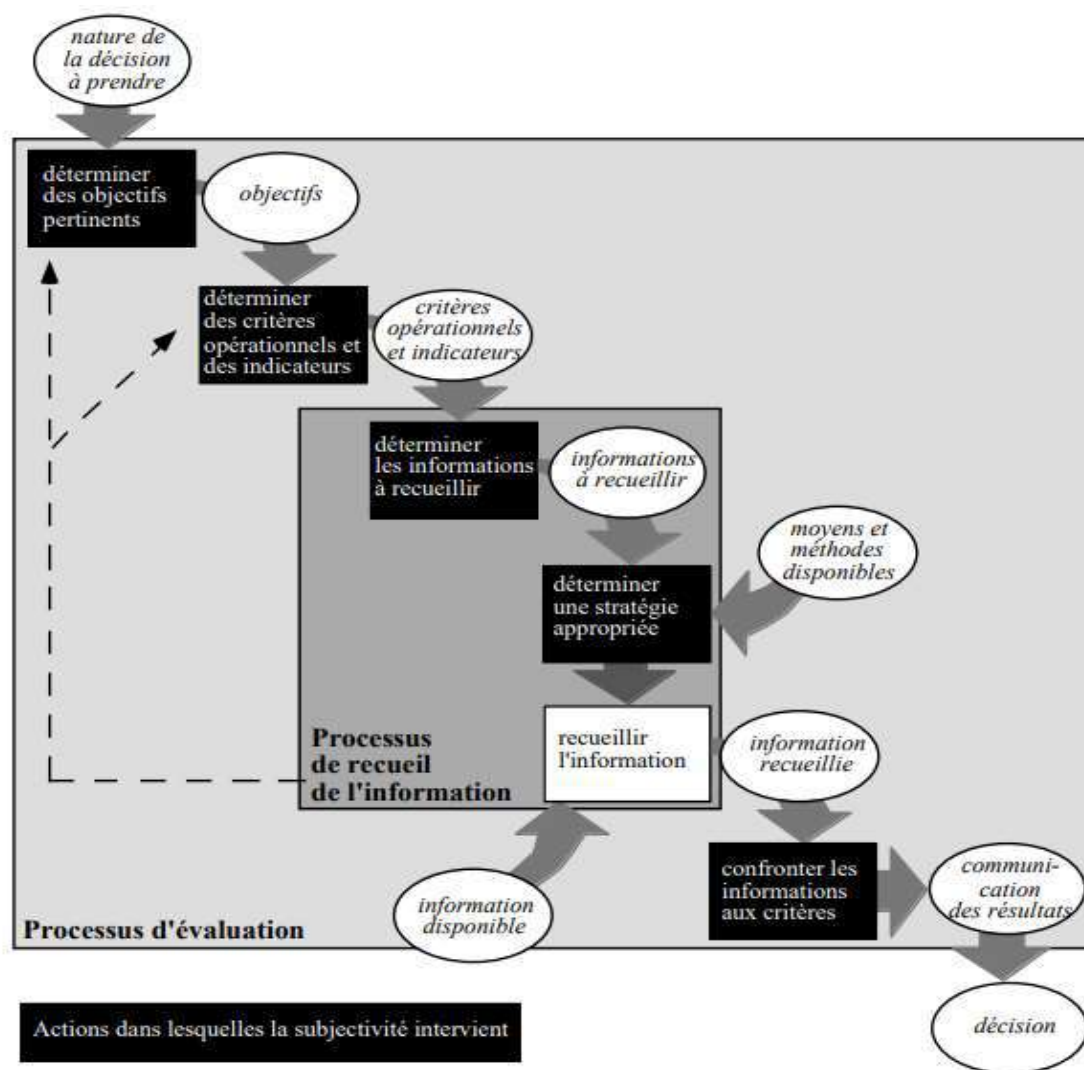 nature de
la décision
à prendre
déterminer
des objectifs
pertinents
objectifs
déterminer
des critères
opérationnels et
des indicateurs
critères
opérationnels
et indicateurs
déterminer
les informations
à recueillir
informations
à recueillir
moyens et
méthodes
disponibles
déterminer
une stratégie
appropriée
Processus
de recueil
de l'information
recueillir
l'information
information
recueillie
confronter les
informations
aux critères
communi-
cation
des résultats
information
disponible
Processus d'évaluation
décision
Actions dans lesquelles la subjectivité intervient